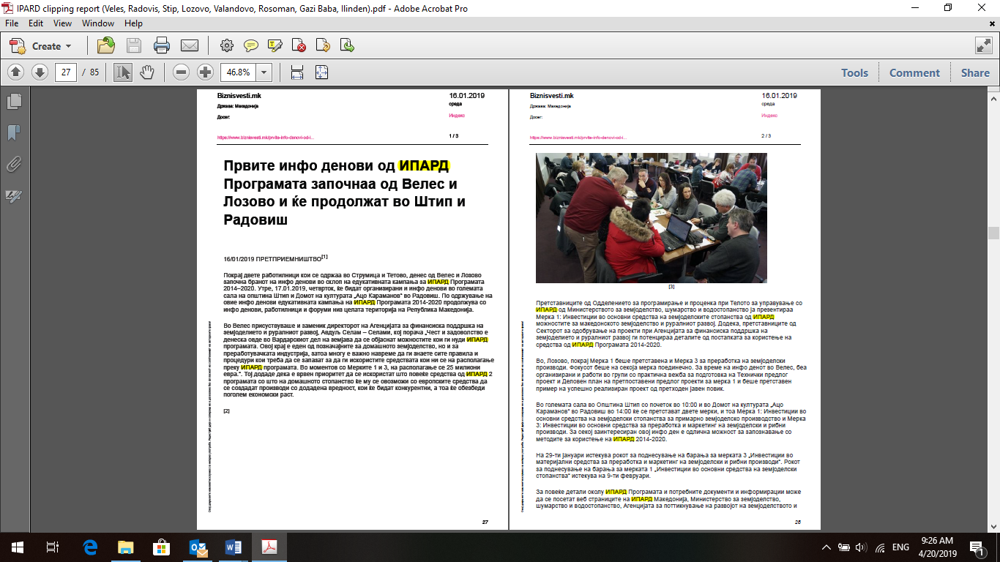 IPARD clipping report (Veles, Radovis, Stip, Lozovo, Valandovo, Rosoman, Gazi Baba, Ilinden).pdf - Adobe Acrobat Pro
File Edit View Window Help
Create
27 / 85
46.8%
Tools Comment Share
Biznisvesti.mk 16.01.2019
Држава: Македонија среда
Досег: Индекс
https://www.biznisvesti.mk/prvite-info-denovi-od-i... 1 / 3
Првите инфо денови од ИПАРД
Програмата започнаа од Велес и
Лозово и ќе продолжат во Штип и
Радовиш
16/01/2019 ПРЕТПРИЕМНИШТВО[1]
Покрај двете работилници кои се одржаа во Струмица и Тетово, денес од Велес и Лозово
започна бранот на инфо денови во склоп на едукативната кампања за ИПАРД Програмата
2014–2020. Утре, 17.01.2019, четврток, ќе бидат организирани и инфо денови во големата
сала на општина Штип и Домот на културата „Ацо Караманов“ во Радовиш. По одржување на
овие инфо денови едукативната кампања на ИПАРД Програмата 2014-2020 продолжува со
инфо денови, работилници и форуми низ целата територија на Република Македонија.
Во Велес присуствуваше и заменик директорот на Агенцијата за финансиска поддршка на
земјоделието и руралниот развој, Авдуљ Селам – Селами, кој порача „Чест и задоволство е
денеска овде во Вардарскиот дел на земјава да се објаснат можностите кои ги нуди ИПАРД
програмата. Овој крај е еден од позначајните за домашното земјоделство, но и за
преработувачката индустрија, затоа многу е важно навреме да ги знаете сите правила и
процедури кои треба да се запазат за да ги искористите средствата кои ни се на располагање
преку ИПАРД програмата. Во моментов со Мерките 1 и 3, на располагање се 25 милиони
евра.“. Тој додаде дека е врвен приоритет да се искористат што повеќе средства од ИПАРД 2
програмата со што на домашното стопанство ќе му се овозможи со европските средства да
се создадат производи со додадена вредност, кои ќе бидат конкурентни, а тоа ќе обезбеди
поголем економски раст.
[2]
27
Biznisvesti.mk 16.01.2019
Држава: Македонија среда
Досег: Индекс
https://www.biznisvesti.mk/prvite-info-denovi-od-i... 2 / 3
[3]
Претставниците од Одделението за програмирање и проценка при Телото за управување со
ИПАРД од Министерството за земјоделство, шумарство и водостопанство ја презентираа
Мерка 1: Инвестиции во основни средства на земјоделските стопанства од ИПАРД
можностите за македонското земјоделство и руралниот развој. Додека, претставниците од
Секторот за одобрување на проекти при Агенцијата за финансиска поддршка на
земјоделието и руралниот развој ги потенцираа деталите од постапката за користење на
средства од ИПАРД Програмата 2014-2020.
Во, Лозово, покрај Мерка 1 беше претставена и Мерка 3 за преработка на земјоделски
производи. Фокусот беше на секоја мерка поединечно. За време на инфо денот во Велес, беа
организирани и работи во групи со практична вежба за подготовка на Технички предлог
проект и Деловен план на претпоставени предлог проекти за мерка 1 и беше претставен
пример на успешно реализиран проект од претходен јавен повик.
Во големата сала во Општина Штип со почеток во 10:00 и во Домот на културата „Ацо
Караманов“ во Радовиш во 14:00 ќе се претстават двете мерки, и тоа Мерка 1: Инвестиции во
основни средства на земјоделски стопанства за примарно земјоделско производство и Мерка
3: Инвестиции во основни средства за преработка и маркетинг на земјоделски и рибни
производи. За секој заинтересиран овој инфо ден е одлична можност за запознавање со
методите за користење на ИПАРД 2014-2020.
На 29-ти јануари истекува рокот за поднесување на барања за мерката 3 „Инвестиции во
материјални средства за преработка и маркетинг на земјоделски и рибни производи“. Рокот
за поднесување на барања за мерката 1 „Инвестиции во основни средства на земјоделски
стопанства“ истекува на 9-ти февруари.
За повеќе детали околу ИПАРД Програмата и потребните документи и информирации може
да се посетат веб страниците на ИПАРД Македонија, Министерство за земјоделство,
шумарство и водостопанство, Агенцијата за поттикнување на развојот на земјоделството и
28
ENG
9:26 AM
4/20/2019
1